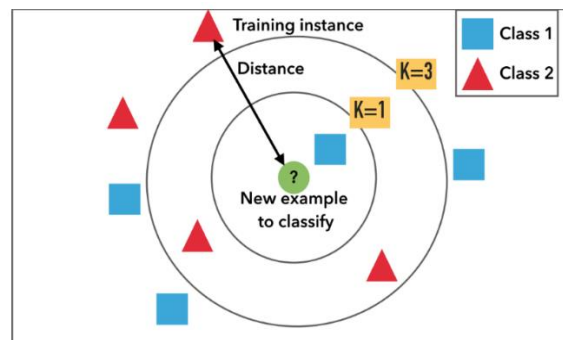 Training instance
Class 1
Distance
K=3
Class 2
K=1
?
New example
to classify